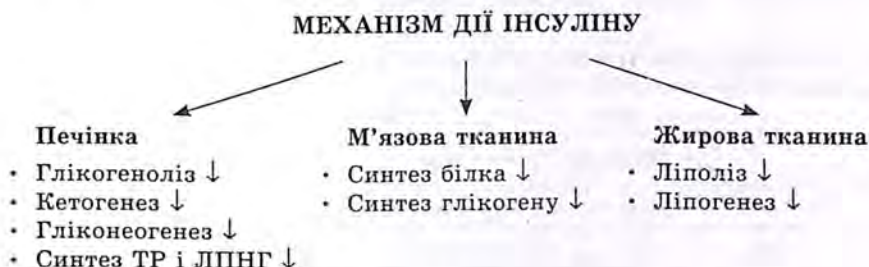 МЕХАНІЗМ ДІЇ ІНСУЛІНУ
Печінка
· Глікогеноліз ↓
· Кетогенез ↓
· Гліконеогенез ↓
· Синтез ТР і ЛПНГ ↓
М'язова тканина
· Синтез білка ↓
· Синтез глікогену ↓
Жирова тканина
· Ліполіз ↓
· Ліпогенез ↓